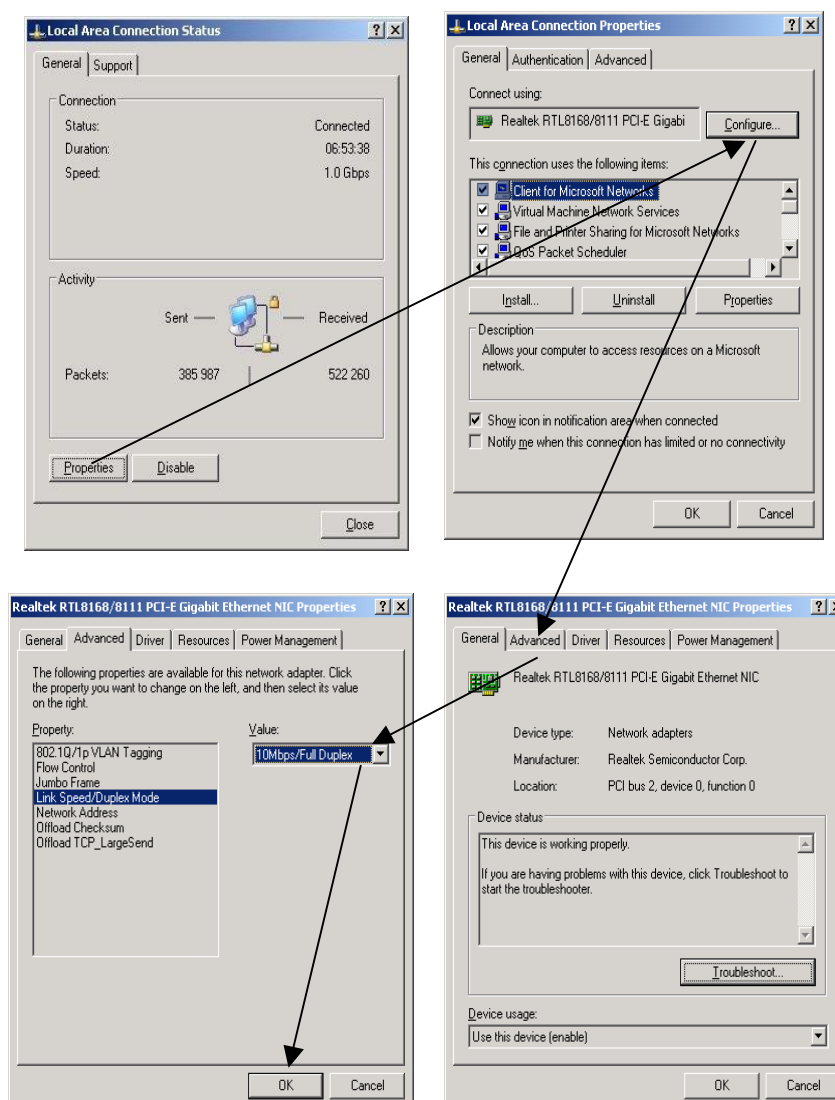 Local Area Connection Status
General Support
Connection
Status: Connected
Duration: 06:53:38
Speed: 1.0 Gbps
Activity
Sent — — Received
Packets: 385 987 522 260
Properties Disable
Close
Local Area Connection Properties
General Authentication Advanced
Connect using:
Realtek RTL8168/8111 PCI-E Gigabi Configure...
This connection uses the following items:
Client for Microsoft Networks
Virtual Machine Network Services
File and Printer Sharing for Microsoft Networks
QoS Packet Scheduler
Install... Uninstall Properties
Description
Allows your computer to access resources on a Microsoft
network.
Show icon in notification area when connected
Notify me when this connection has limited or no connectivity
OK Cancel
Realtek RTL8168/8111 PCI-E Gigabit Ethernet NIC Properties
General Advanced Driver Resources Power Management
The following properties are available for this network adapter. Click
the property you want to change on the left, and then select its value
on the right.
Property: Value:
802.1Q/1p VLAN Tagging 10Mbps/Full Duplex
Flow Control
Jumbo Frame
Link Speed/Duplex Mode
Network Address
Offload Checksum
Offload TCP_LargeSend
OK Cancel
Realtek RTL8168/8111 PCI-E Gigabit Ethernet NIC Properties
General Advanced Driver Resources Power Management
Realtek RTL8168/8111 PCI-E Gigabit Ethernet NIC
Device type: Network adapters
Manufacturer: Realtek Semiconductor Corp.
Location: PCI bus 2, device 0, function 0
Device status
This device is working properly.
If you are having problems with this device, click Troubleshoot to
start the troubleshooter.
Troubleshoot...
Device usage:
Use this device (enable)
OK Cancel